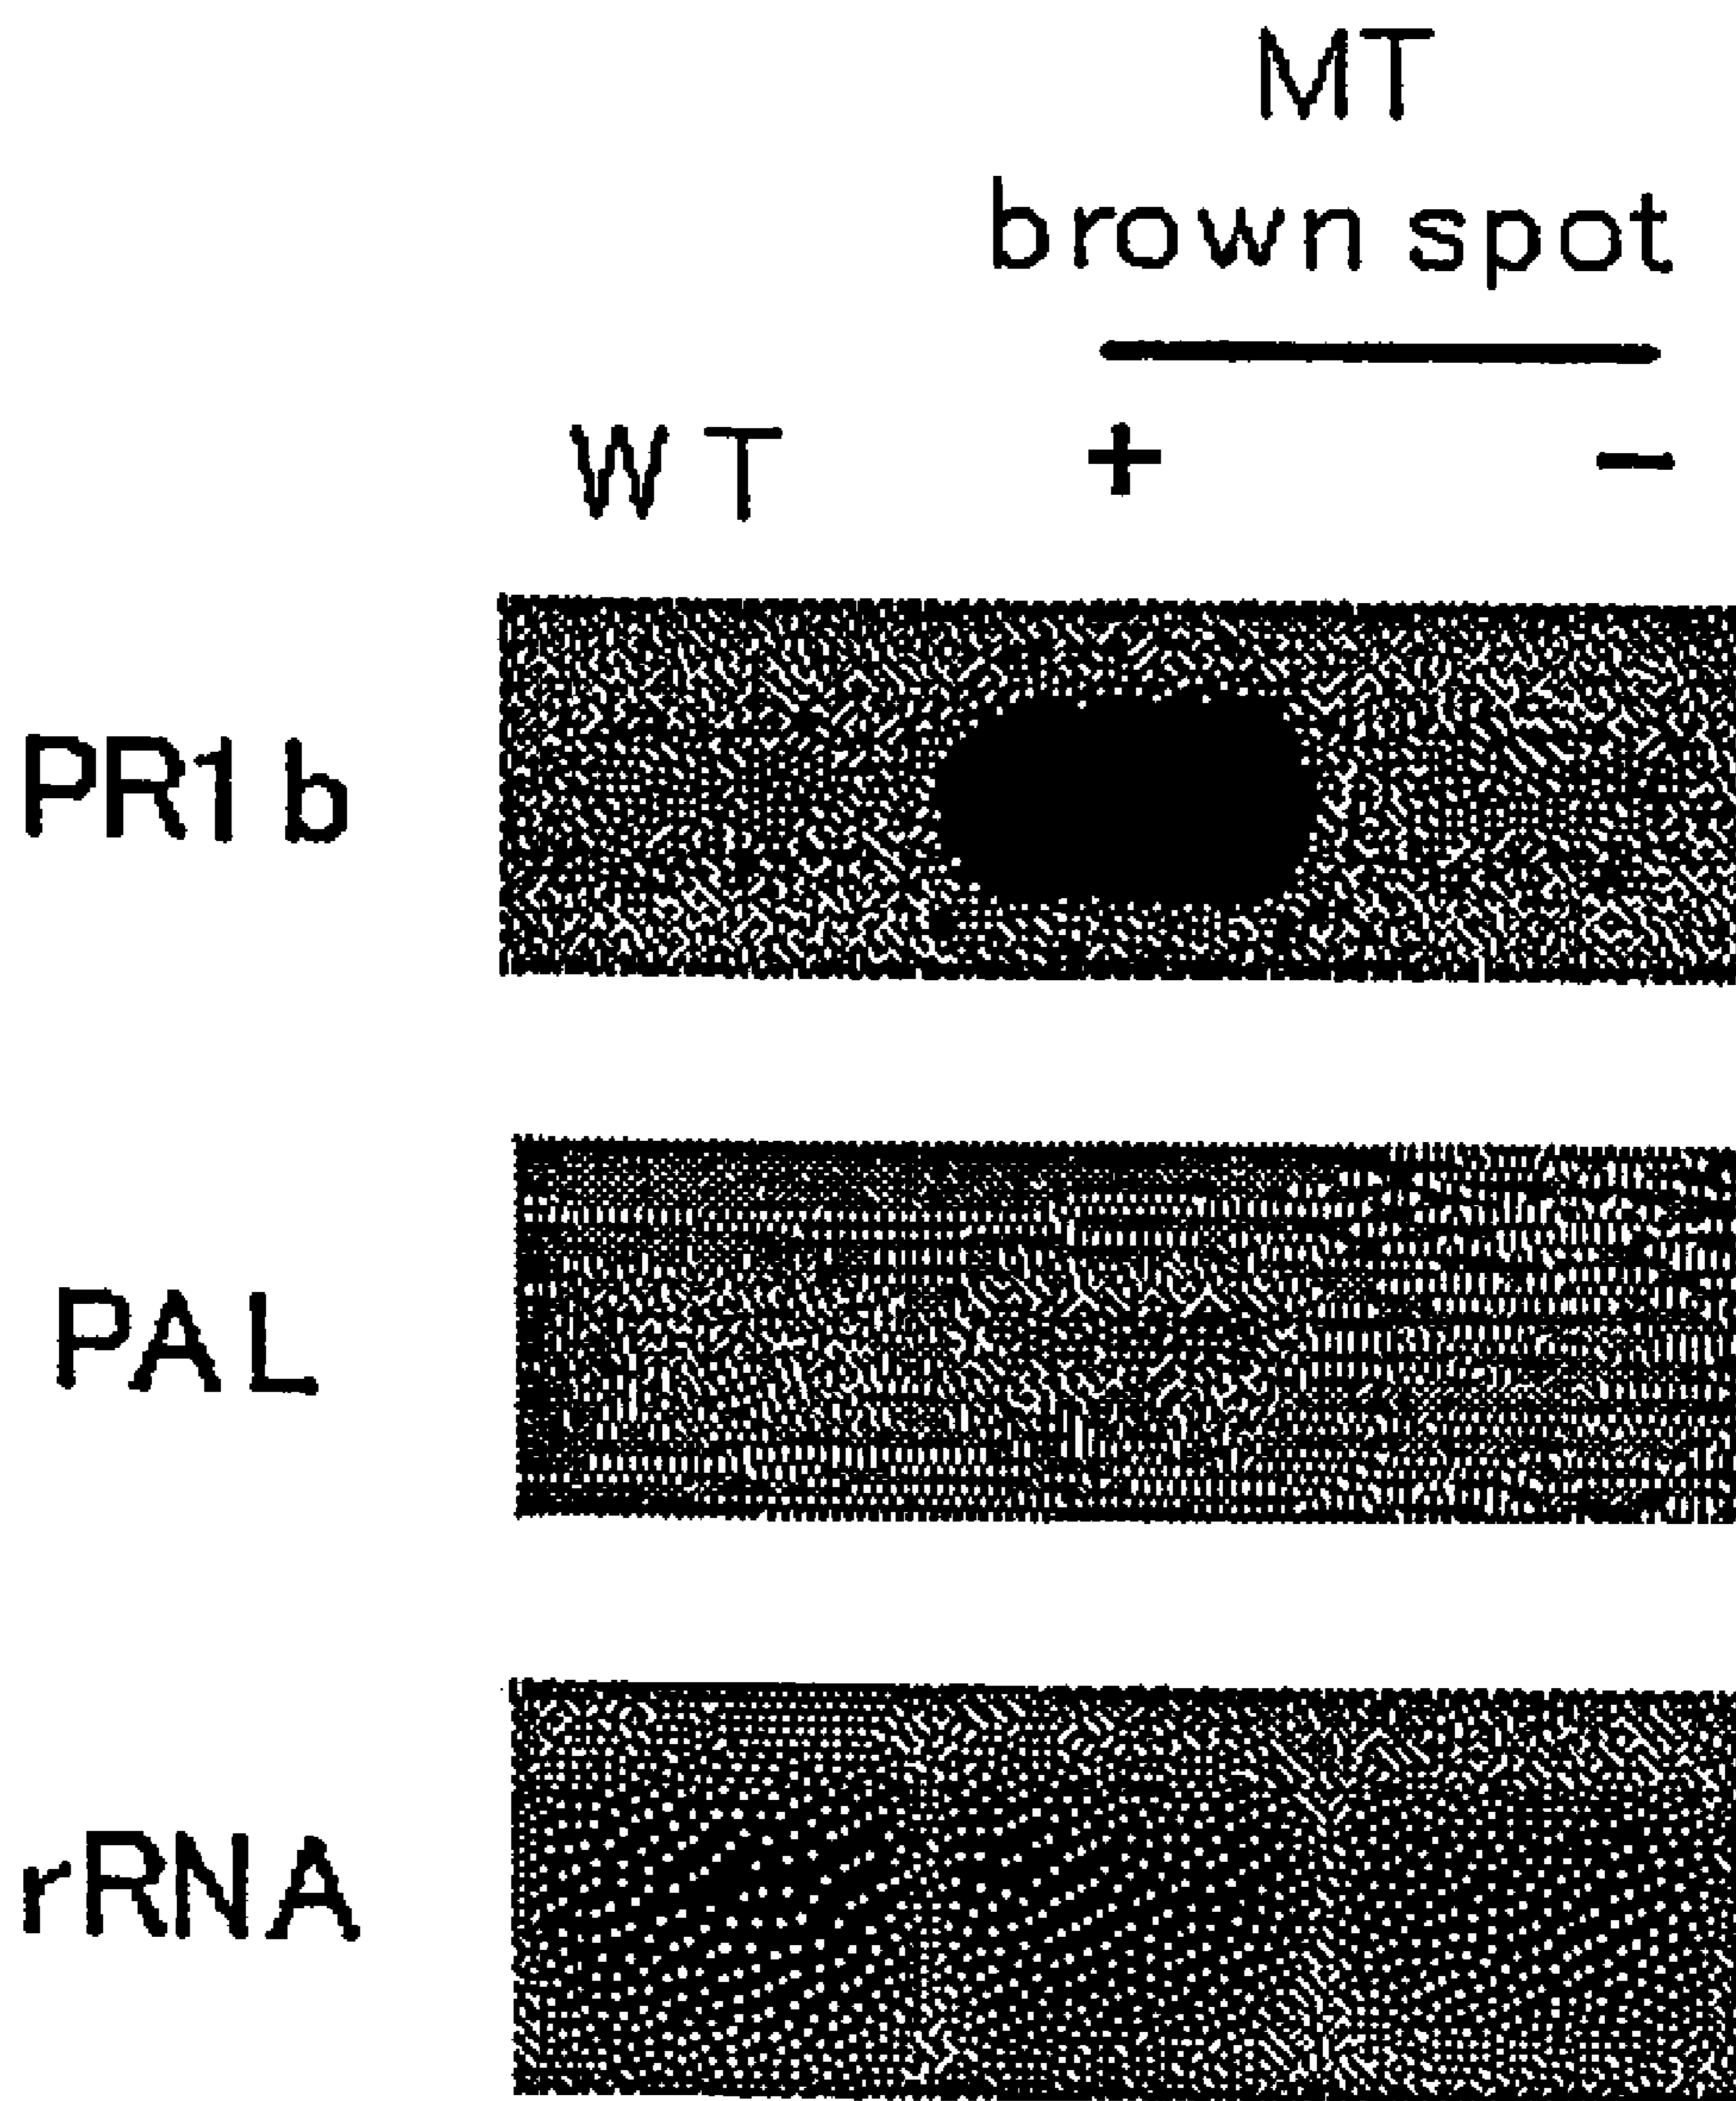 MT
brown spot
WT + -
PR1b
PAL
rRNA